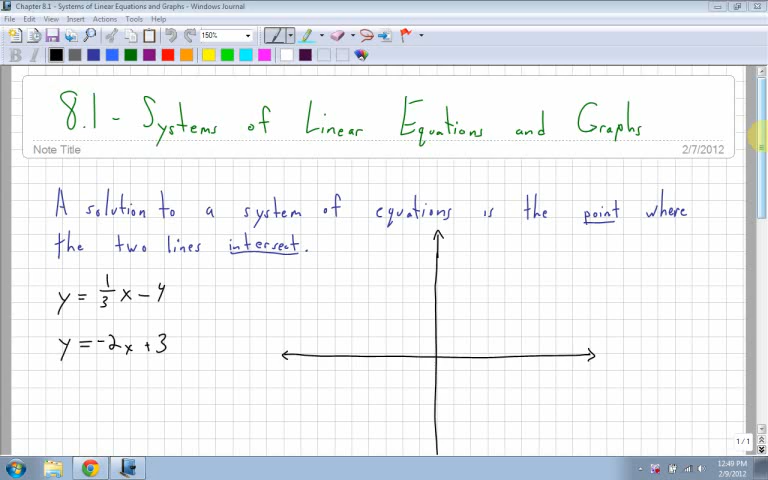 Chapter 8.1 - Systems of Linear Equations and Graphs - Windows Journal
File Edit View Insert Actions Tools Help
150%
B I
8.1 - Systems of Linear Equations and Graphs
Note Title 2/7/2012
A solution to a system of equations is the point where
the two lines intersect.
y = 1/3 x - 4
y = -2x + 3
1 / 1
12:49 PM
2/9/2012